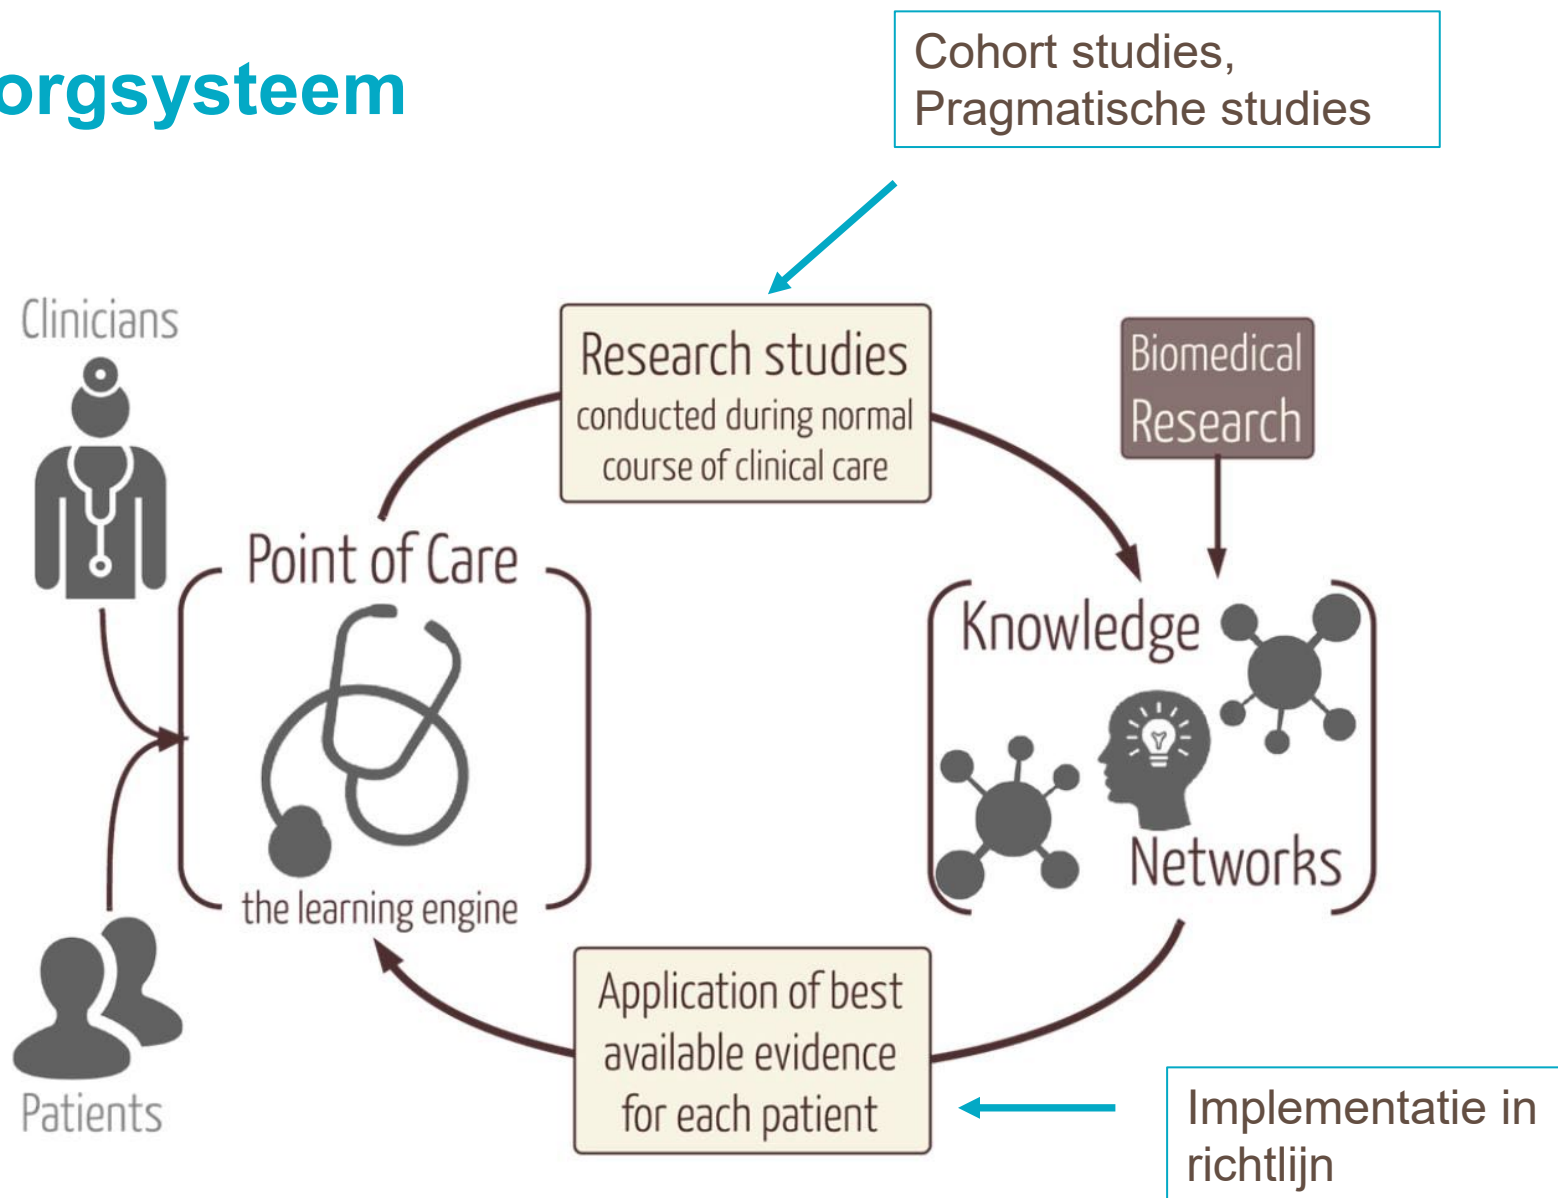 orgsysteem
Cohort studies,
Pragmatische studies
Clinicians
Research studies
conducted during normal
course of clinical care
Biomedical
Research
Point of Care
the learning engine
Knowledge
Networks
Application of best
available evidence
for each patient
Patients
Implementatie in
richtlijn